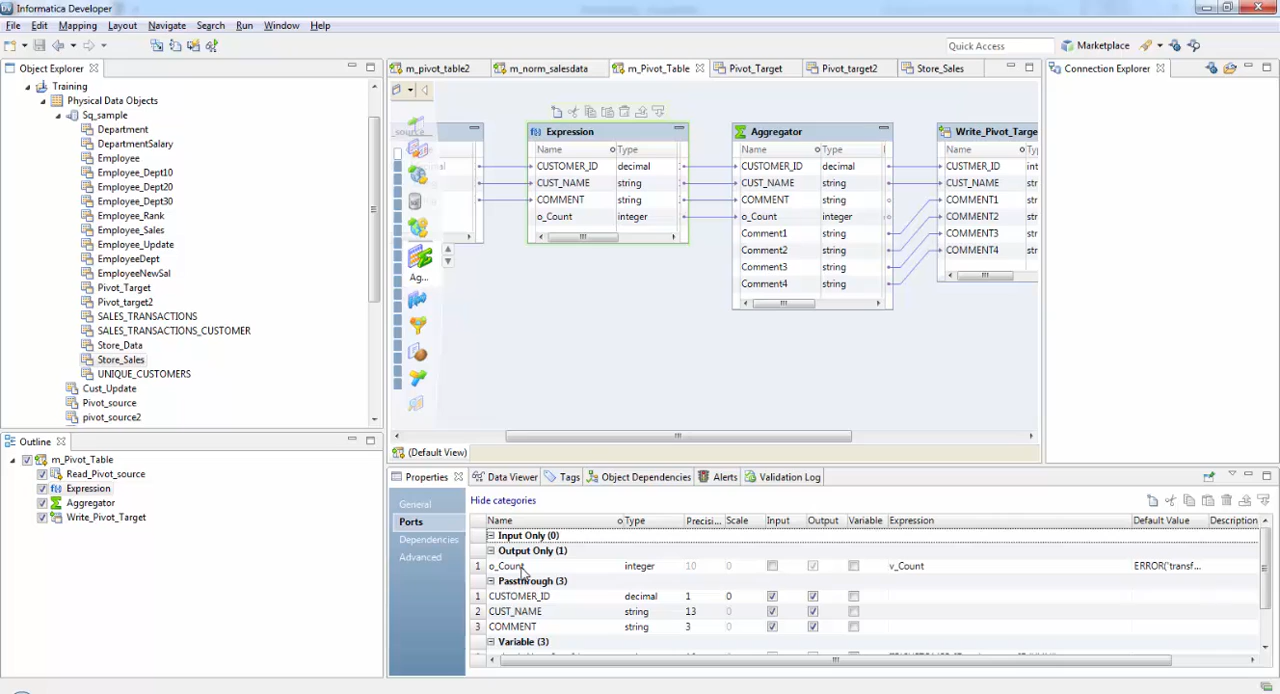 Informatica Developer
File Edit Mapping Layout Navigate Search Run Window Help
Quick Access Marketplace
Object Explorer
Training
Physical Data Objects
Sq_sample
Department
DepartmentSalary
Employee
Employee_Dept10
Employee_Dept20
Employee_Dept30
Employee_Rank
Employee_Sales
Employee_Update
EmployeeDept
EmployeeNewSal
Pivot_Target
Pivot_target2
SALES_TRANSACTIONS
SALES_TRANSACTIONS_CUSTOMER
Store_Data
Store_Sales
UNIQUE_CUSTOMERS
Cust_Update
Pivot_source
pivot_source2
Outline
m_Pivot_Table
Read_Pivot_source
Expression
Aggregator
Write_Pivot_Target
m_pivot_table2 m_norm_salesdata m_Pivot_Table Pivot_Target Pivot_target2 Store_Sales
source
Ag...
Expression
Name Type
CUSTOMER_ID decimal
CUST_NAME string
COMMENT string
o_Count integer
Aggregator
Name Type
CUSTOMER_ID decimal
CUST_NAME string
COMMENT string
o_Count integer
Comment1 string
Comment2 string
Comment3 string
Comment4 string
Write_Pivot_Targe
Name Ty
CUSTMER_ID int
CUST_NAME str
COMMENT1 str
COMMENT2 str
COMMENT3 str
COMMENT4 str
(Default View)
Connection Explorer
Properties Data Viewer Tags Object Dependencies Alerts Validation Log
General
Ports
Dependencies
Advanced
Hide categories
Name Type Precisi... Scale Input Output Variable Expression Default Value Description
Input Only (0)
Output Only (1)
1 o_Count integer 10 0 v_Count ERROR('transf...
Passthrough (3)
1 CUSTOMER_ID decimal 1 0
2 CUST_NAME string 13 0
3 COMMENT string 3 0
Variable (3)